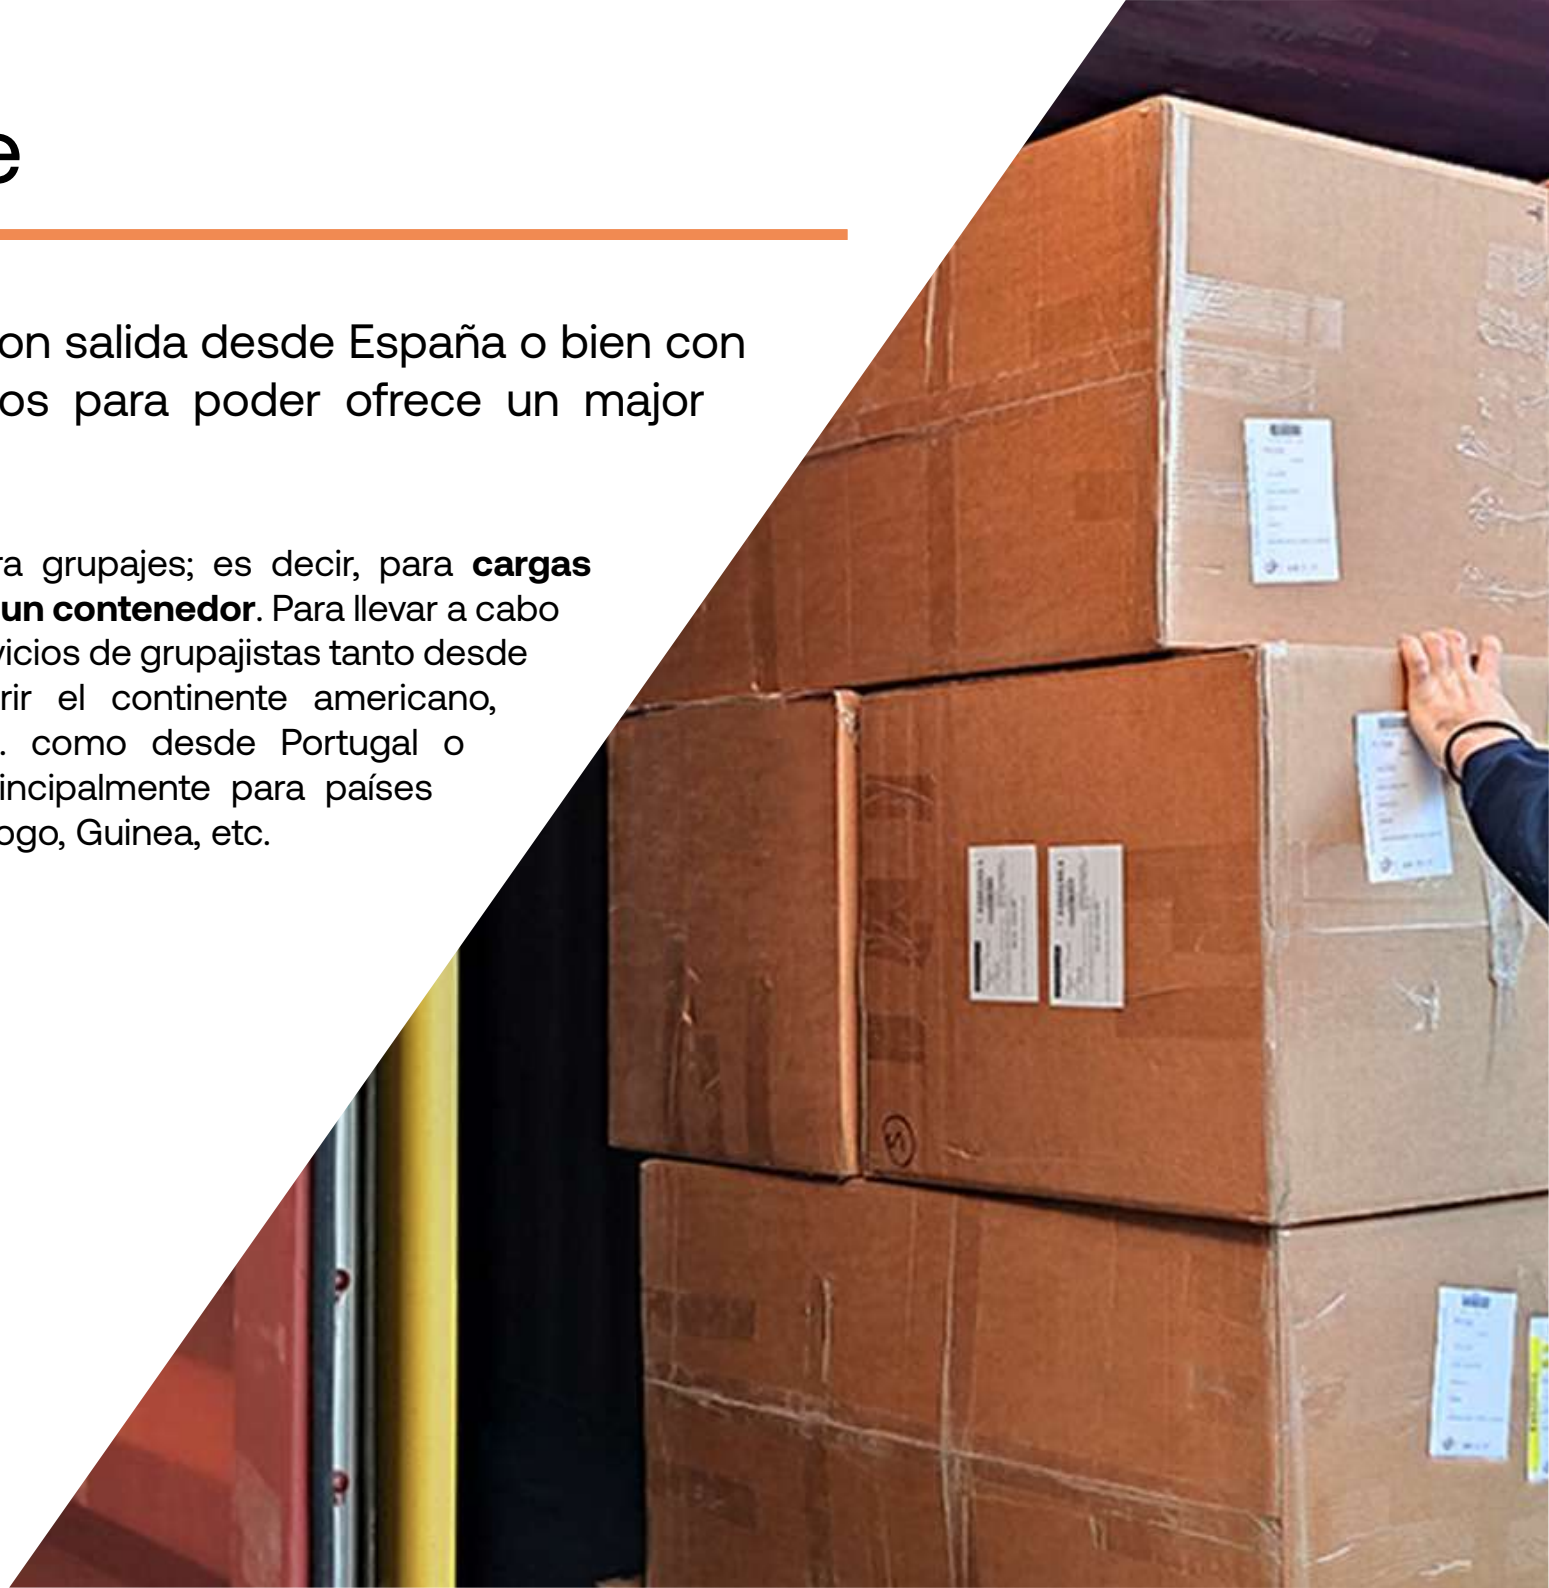 e
on salida desde España o bien con
os para poder ofrece un major
ra grupajes; es decir, para cargas
un contenedor. Para llevar a cabo
vicios de grupajistas tanto desde
rir el continente americano,
. como desde Portugal o
incipalmente para países
ogo, Guinea, etc.
S